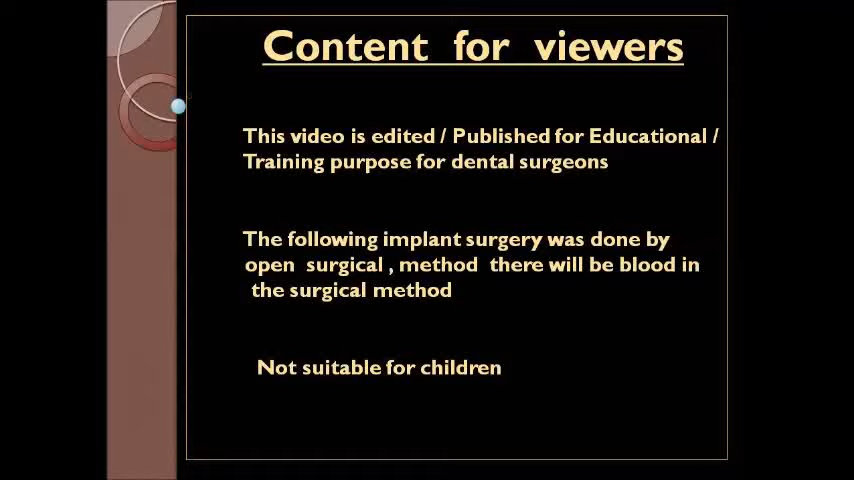 Content for viewers
This video is edited / Published for Educational /
Training purpose for dental surgeons
The following implant surgery was done by
open surgical , method there will be blood in
the surgical method
Not suitable for children